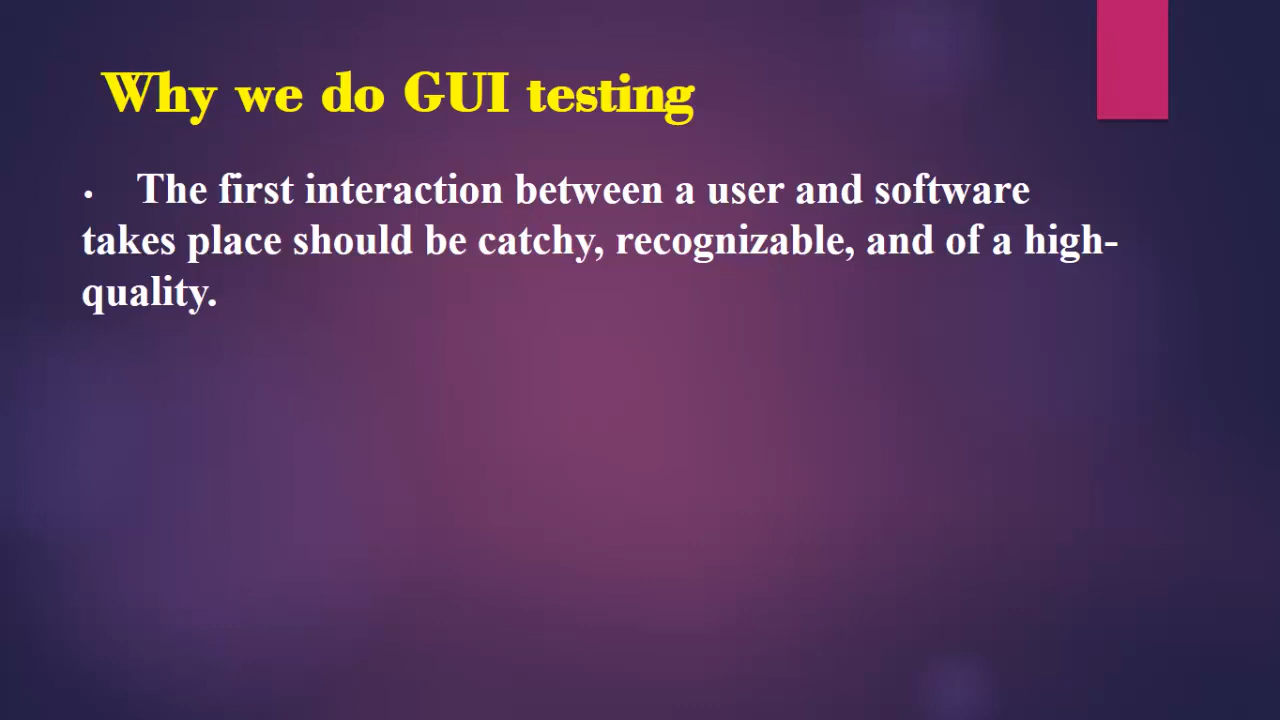 Why we do GUI testing
• The first interaction between a user and software
takes place should be catchy, recognizable, and of a high-
quality.